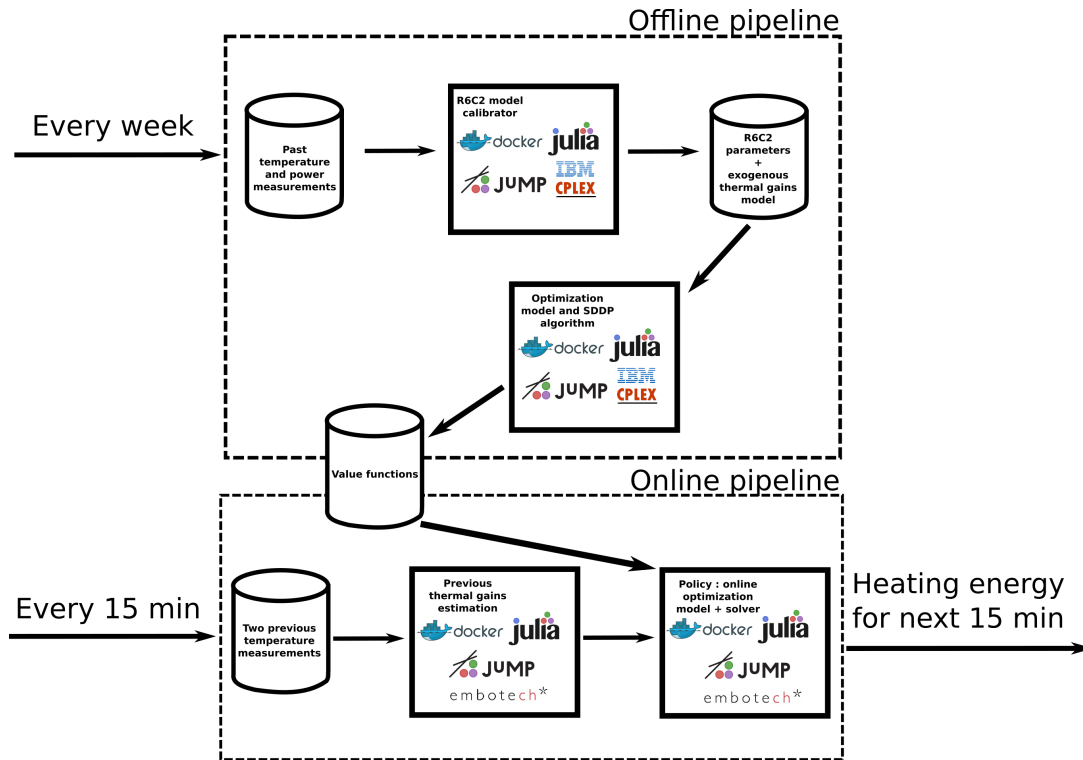 Offline pipeline
Every week
Past
temperature
and power
measurements
R6C2 model
calibrator
docker julia
JuMP IBM
CPLEX
R6C2
parameters
+
exogenous
thermal gains
model
Optimization
model and SDDP
algorithm
docker julia
JuMP IBM
CPLEX
Value functions
Online pipeline
Every 15 min
Two previous
temperature
measurements
Previous
thermal gains
estimation
docker julia
JuMP
embotech*
Policy : online
optimization
model + solver
docker julia
JuMP
embotech*
Heating energy
for next 15 min